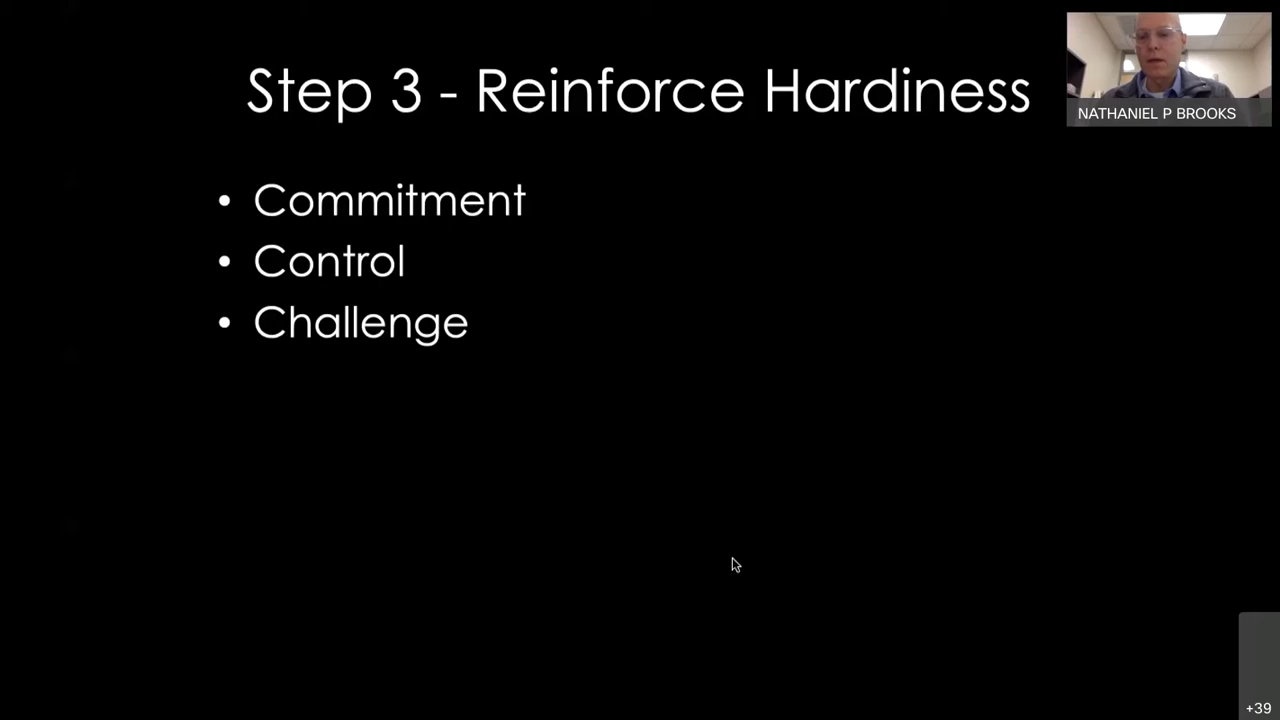 Step 3 - Reinforce Hardiness
NATHANIEL P BROOKS
• Commitment
• Control
• Challenge
+39